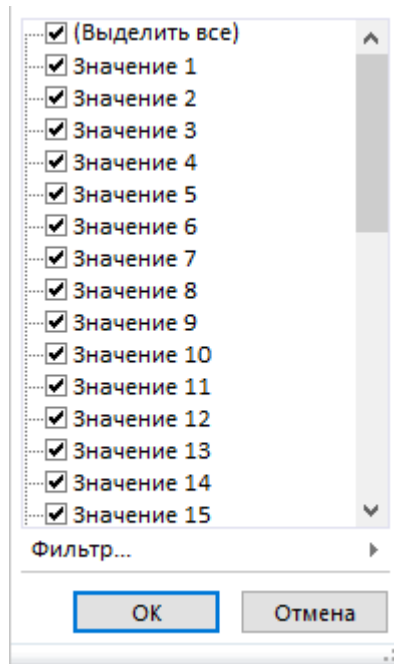 (Выделить все)
Значение 1
Значение 2
Значение 3
Значение 4
Значение 5
Значение 6
Значение 7
Значение 8
Значение 9
Значение 10
Значение 11
Значение 12
Значение 13
Значение 14
Значение 15
Фильтр...
ОК Отмена